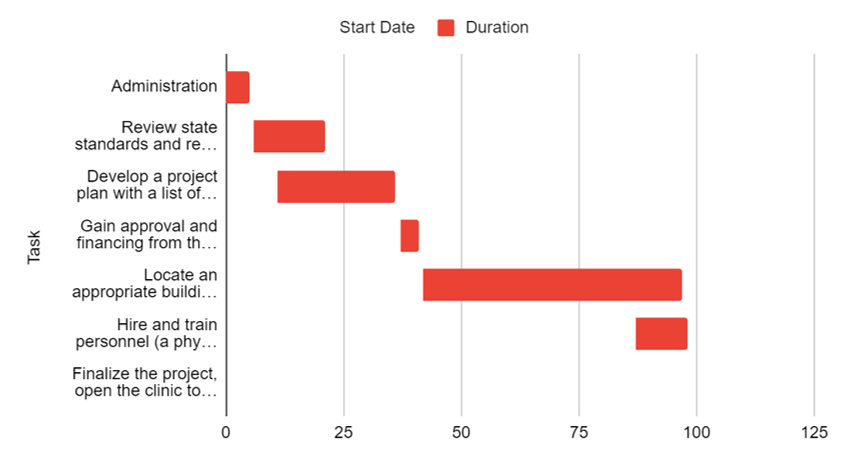 Start Date Duration
Administration
Review state
standards and re…
Develop a project
plan with a list of…
Gain approval and
financing from th…
Task
Locate an
appropriate buildi…
Hire and train
personnel (a phy…
Finalize the project,
open the clinic to…
0 25 50 75 100 125